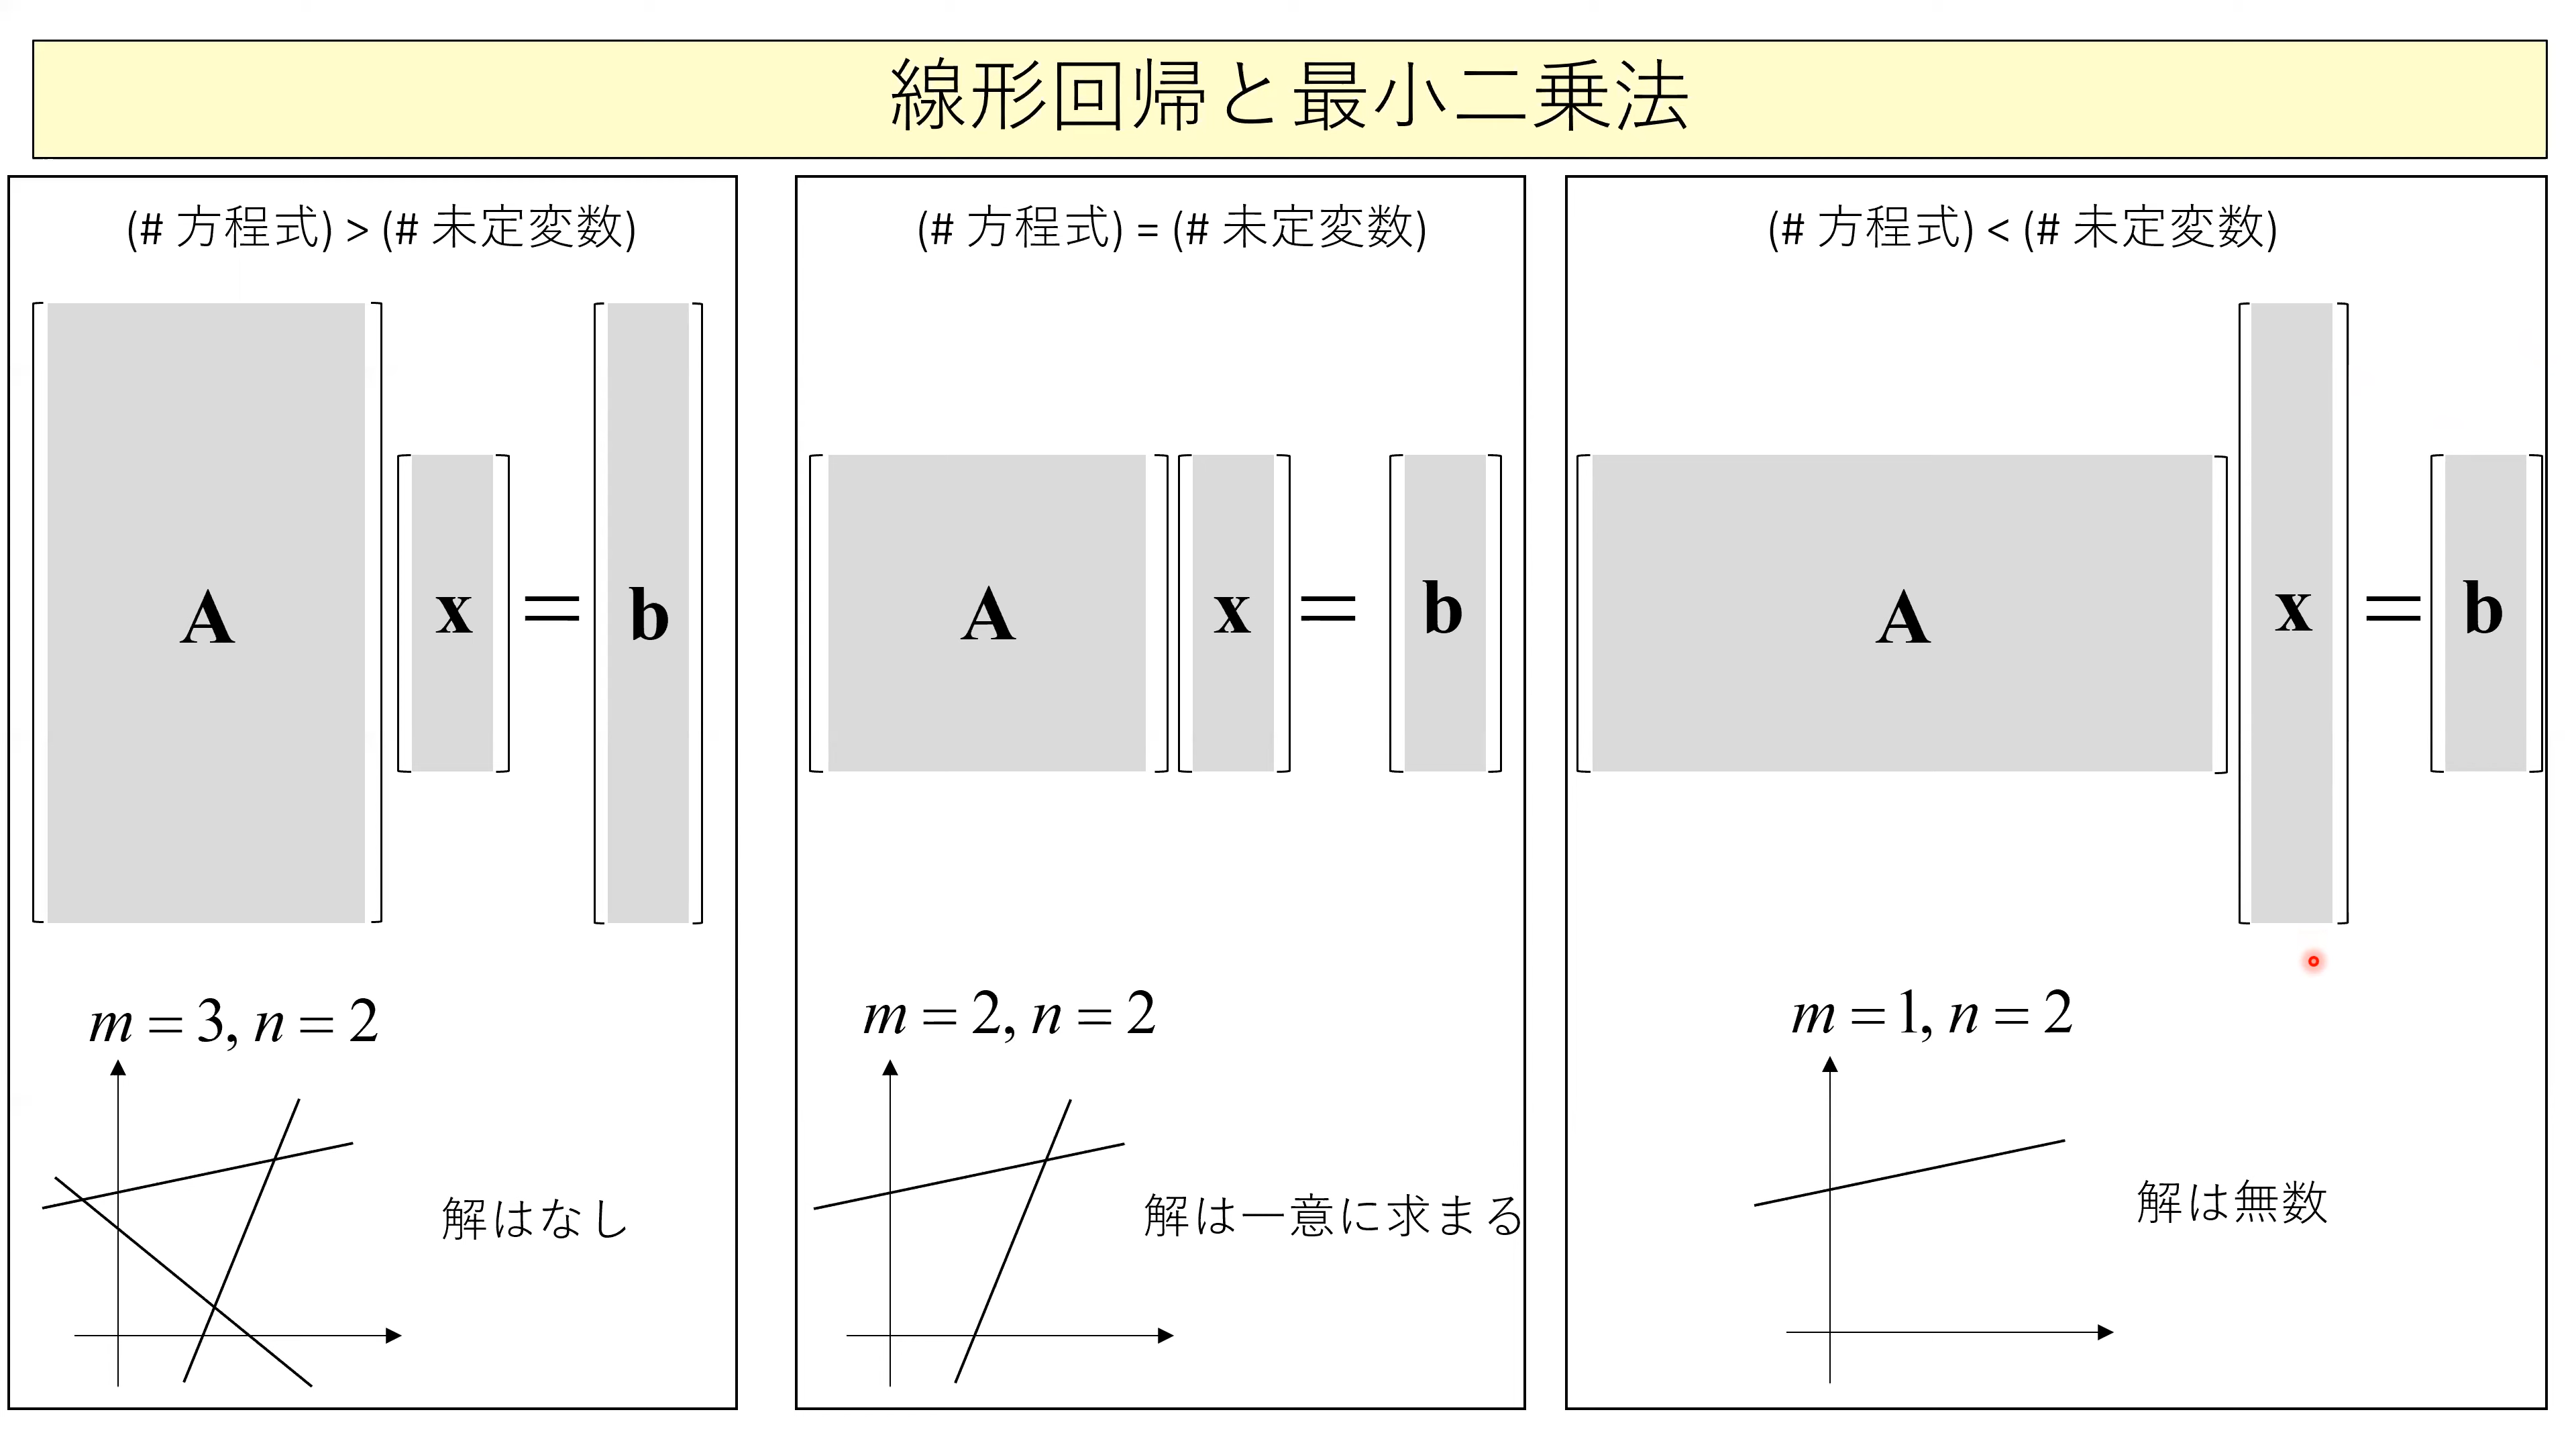 線形回帰と最小二乗法
(# 方程式) > (# 未定変数)
A x = b
m = 3, n = 2
解はなし
(# 方程式) = (# 未定変数)
A x = b
m = 2, n = 2
解は一意に求まる
(# 方程式) < (# 未定変数)
A x = b
m = 1, n = 2
解は無数